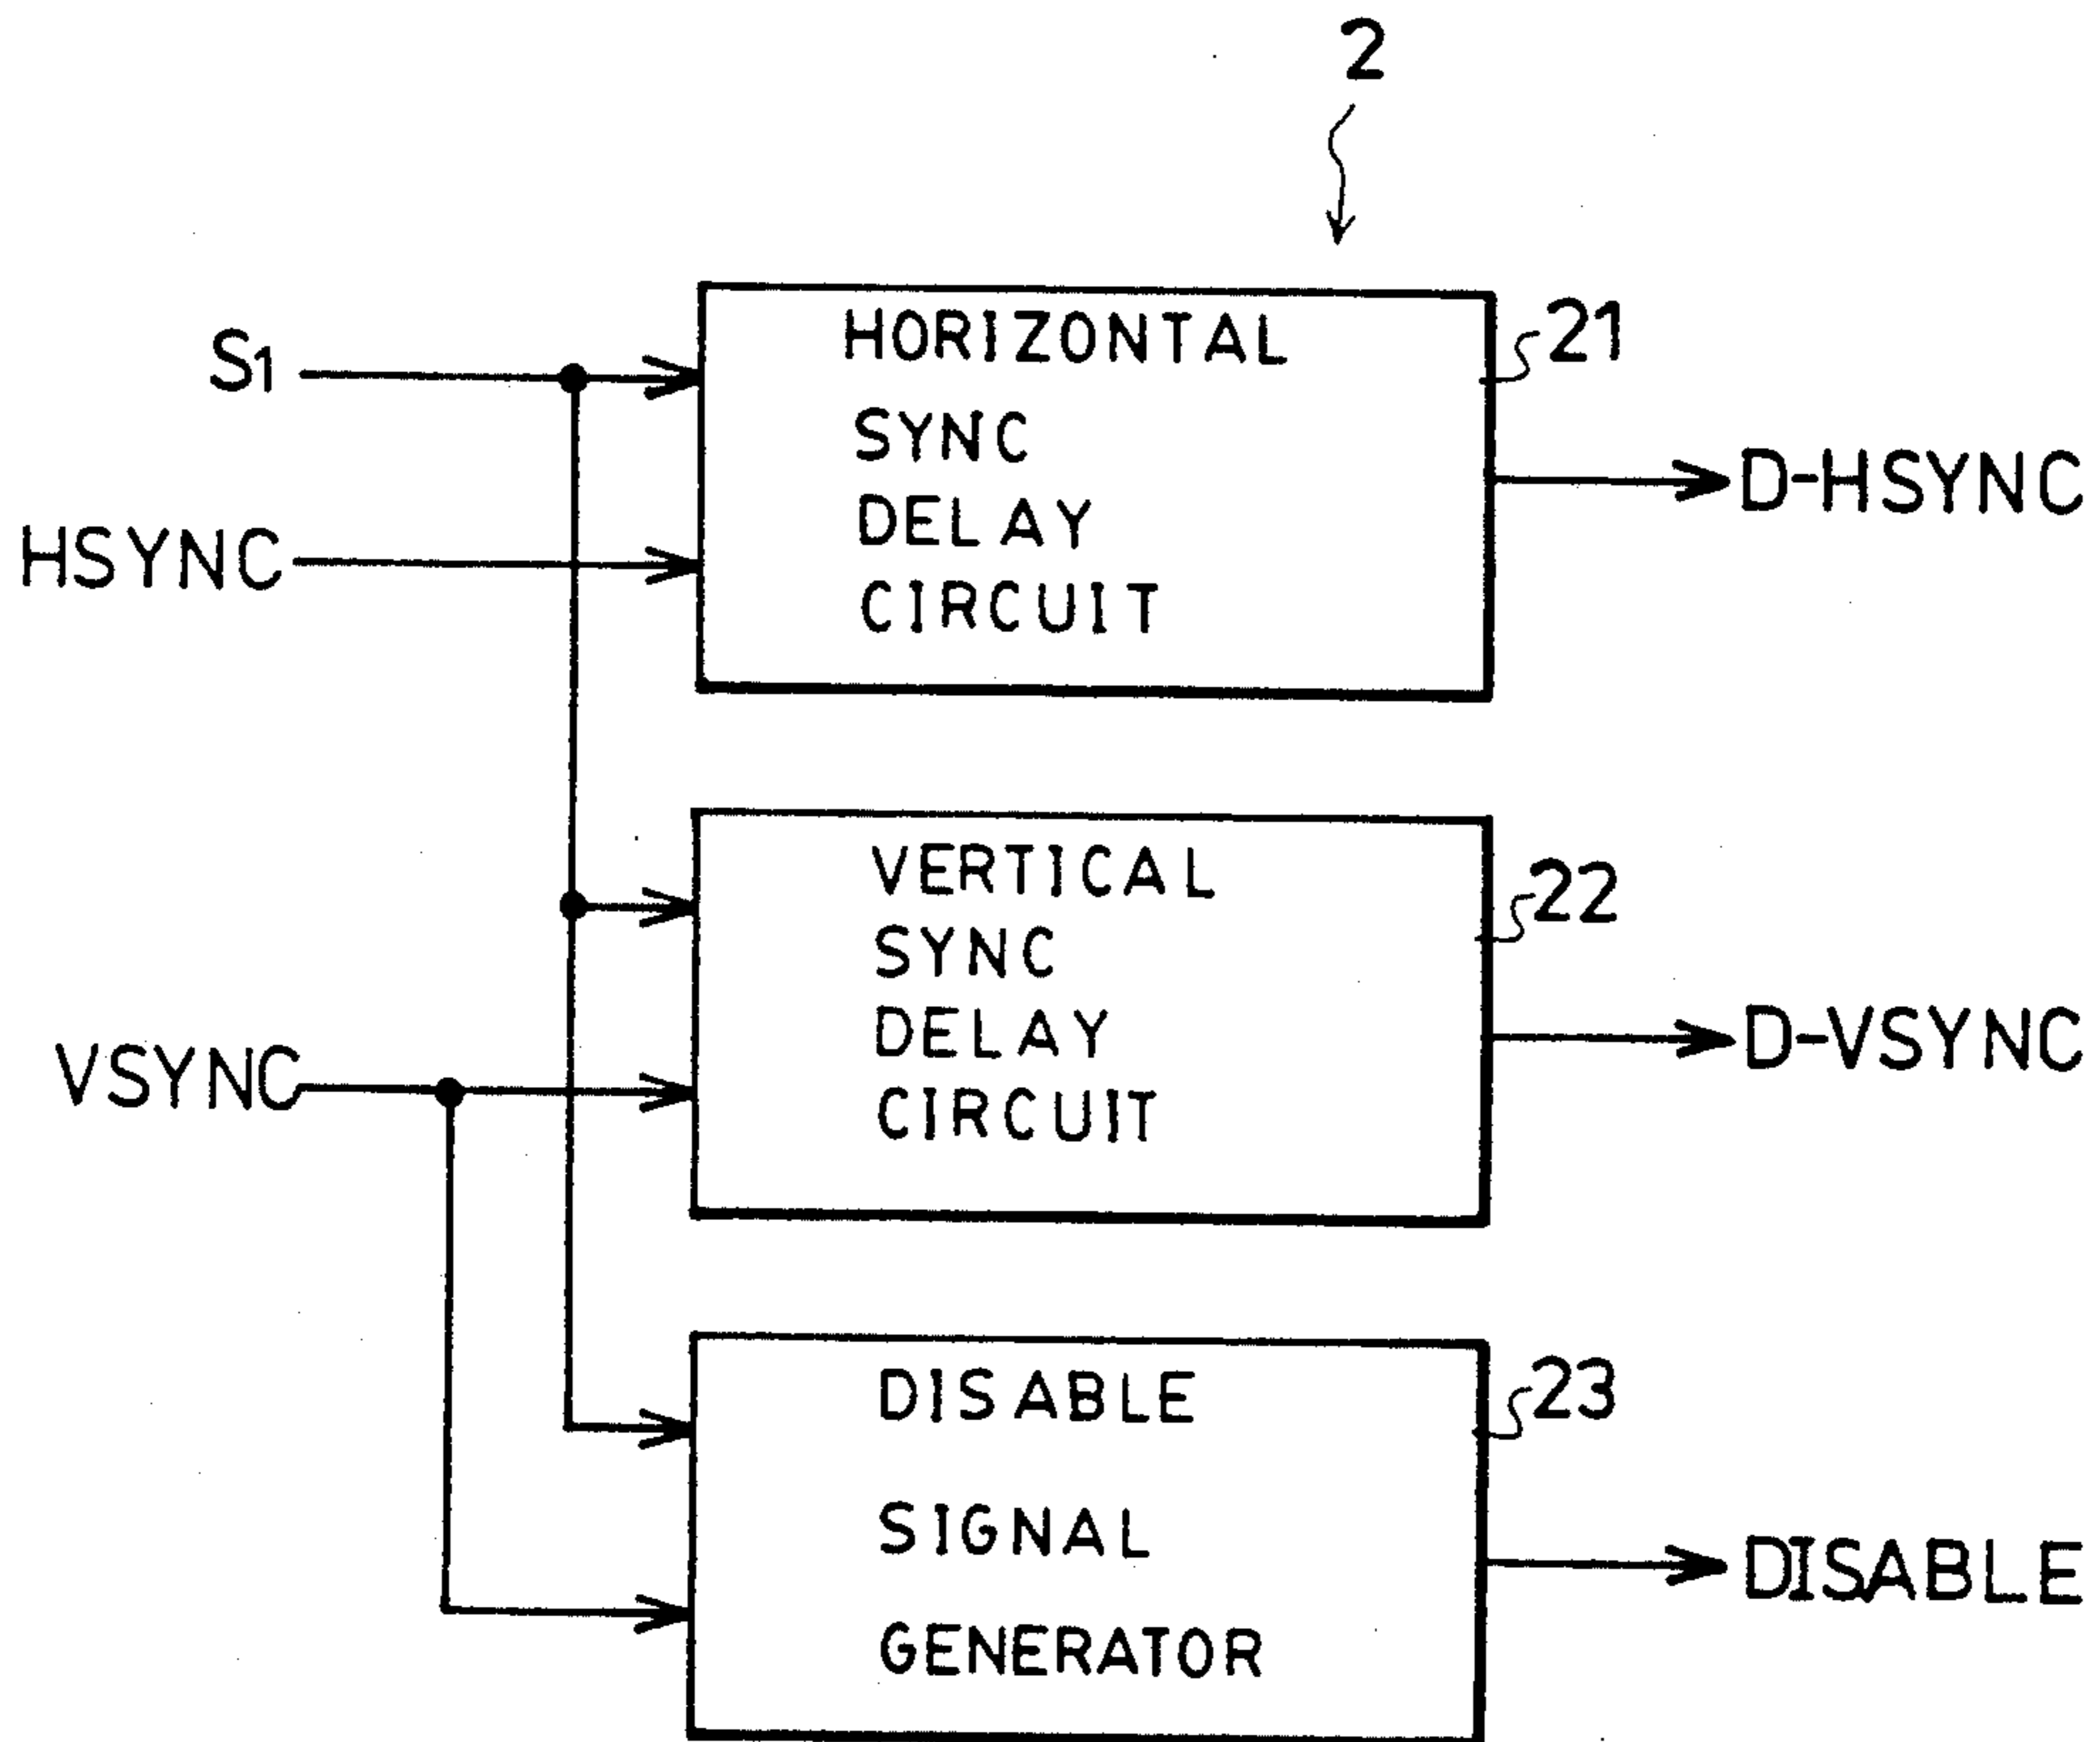 2
S1
HSYNC
HORIZONTAL
SYNC
DELAY
CIRCUIT
21
D-HSYNC
VSYNC
VERTICAL
SYNC
DELAY
CIRCUIT
22
D-VSYNC
DISABLE
SIGNAL
GENERATOR
23
DISABLE